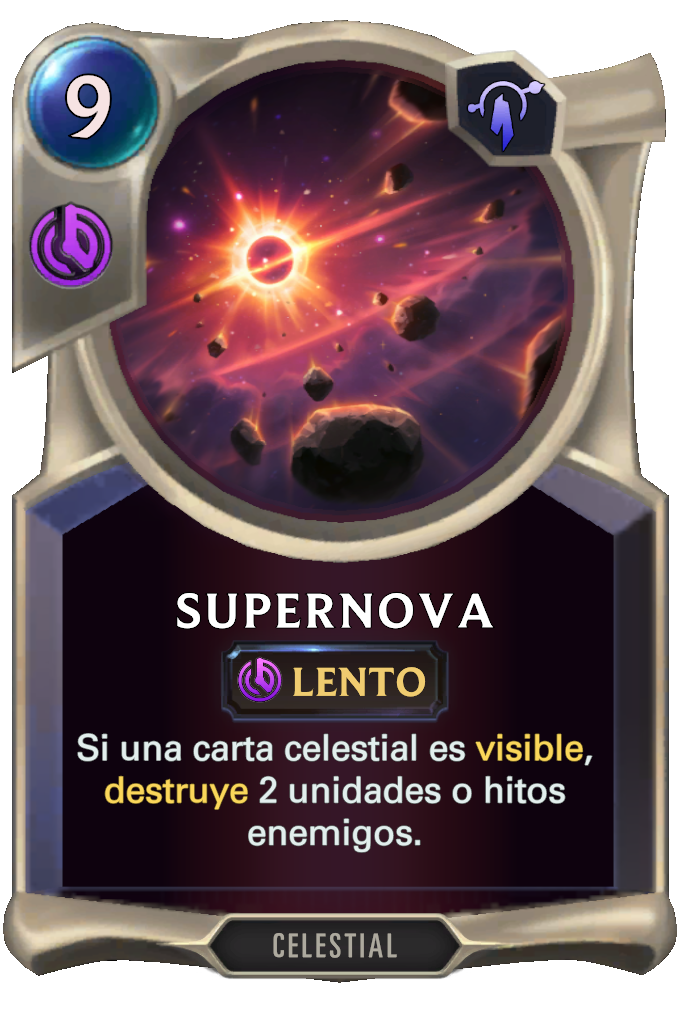 9
SUPERNOVA
LENTO
Si una carta celestial es visible,
destruye 2 unidades o hitos
enemigos.
CELESTIAL